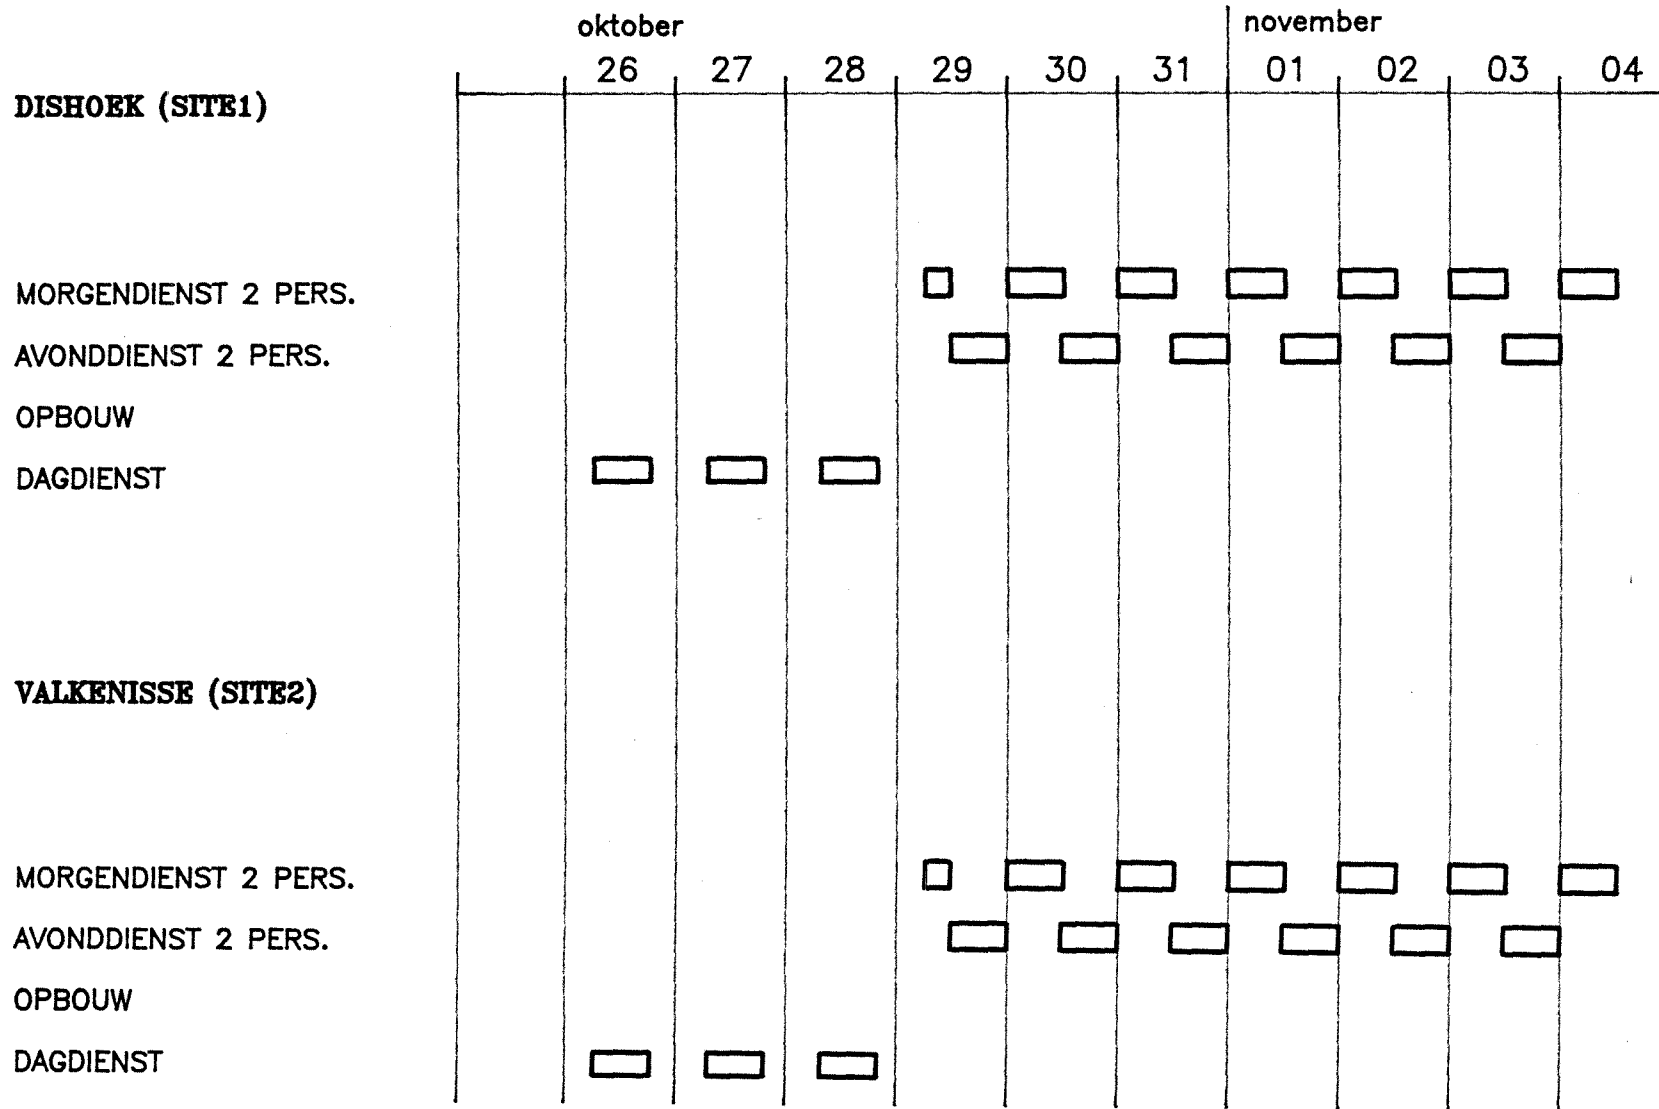 oktober november
26 27 28 29 30 31 01 02 03 04
DISHOEK (SITE1)
MORGENDIENST 2 PERS.
AVONDDIENST 2 PERS.
OPBOUW
DAGDIENST
VALKENISSE (SITE2)
MORGENDIENST 2 PERS.
AVONDDIENST 2 PERS.
OPBOUW
DAGDIENST